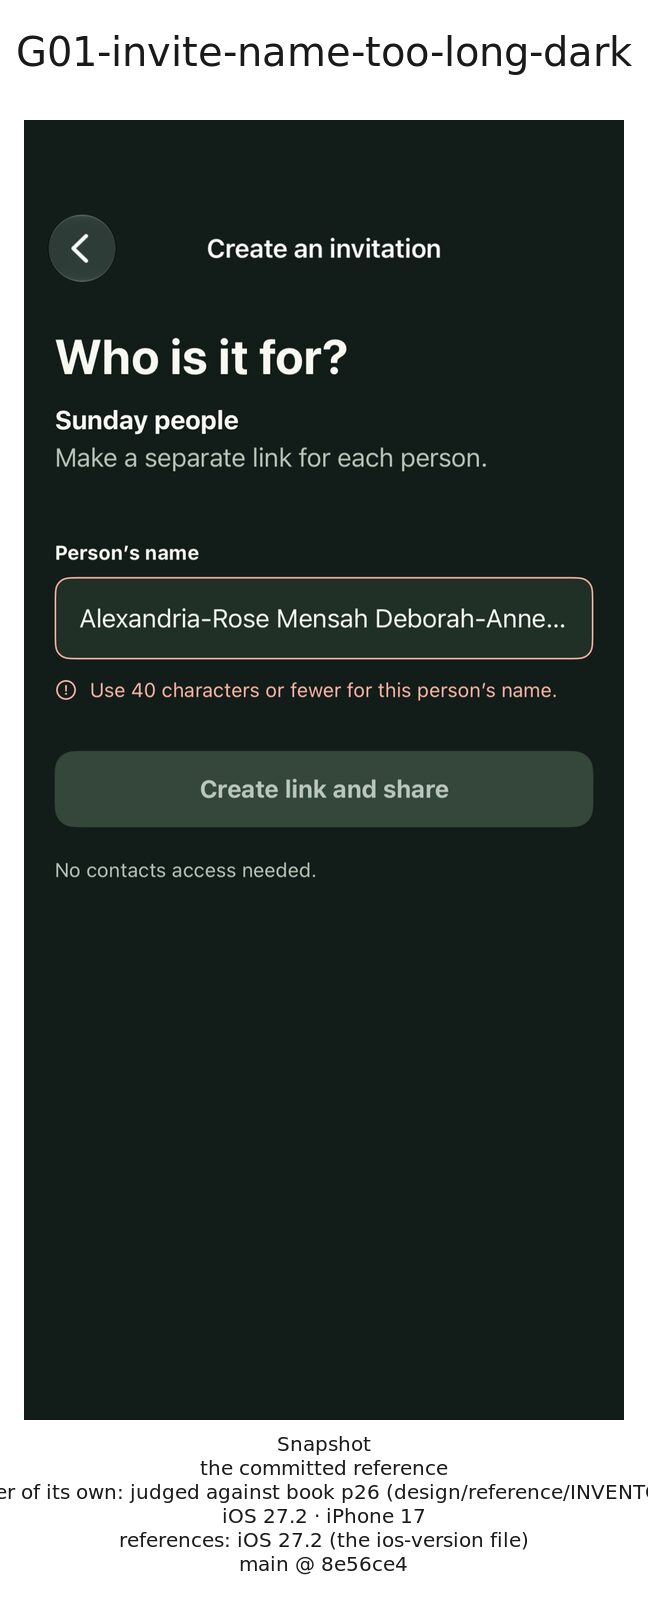 G01-invite-name-too-long-dark
Create an invitation
Who is it for?
Sunday people
Make a separate link for each person.
Person’s name
Alexandria-Rose Mensah Deborah-Anne...
Use 40 characters or fewer for this person’s name.
Create link and share
No contacts access needed.
Snapshot
the committed reference
of its own: judged against book p26 (design/reference/
iOS 27.2 · iPhone 17
references: iOS 27.2 (the ios-version file)
main @ 8e56ce4